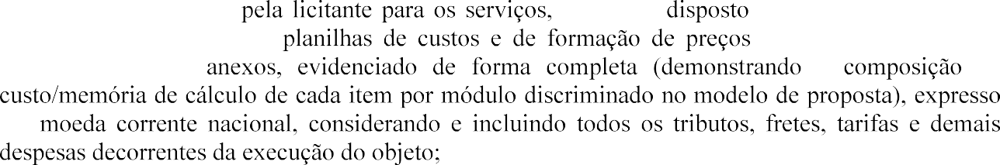 pela licitante para os serviços, disposto
planilhas de custos e de formação de preços
anexos, evidenciado de forma completa (demonstrando composição
custo/memória de cálculo de cada item por módulo discriminado no modelo de proposta), expresso
moeda corrente nacional, considerando e incluindo todos os tributos, fretes, tarifas e demais
despesas decorrentes da execução do objeto;